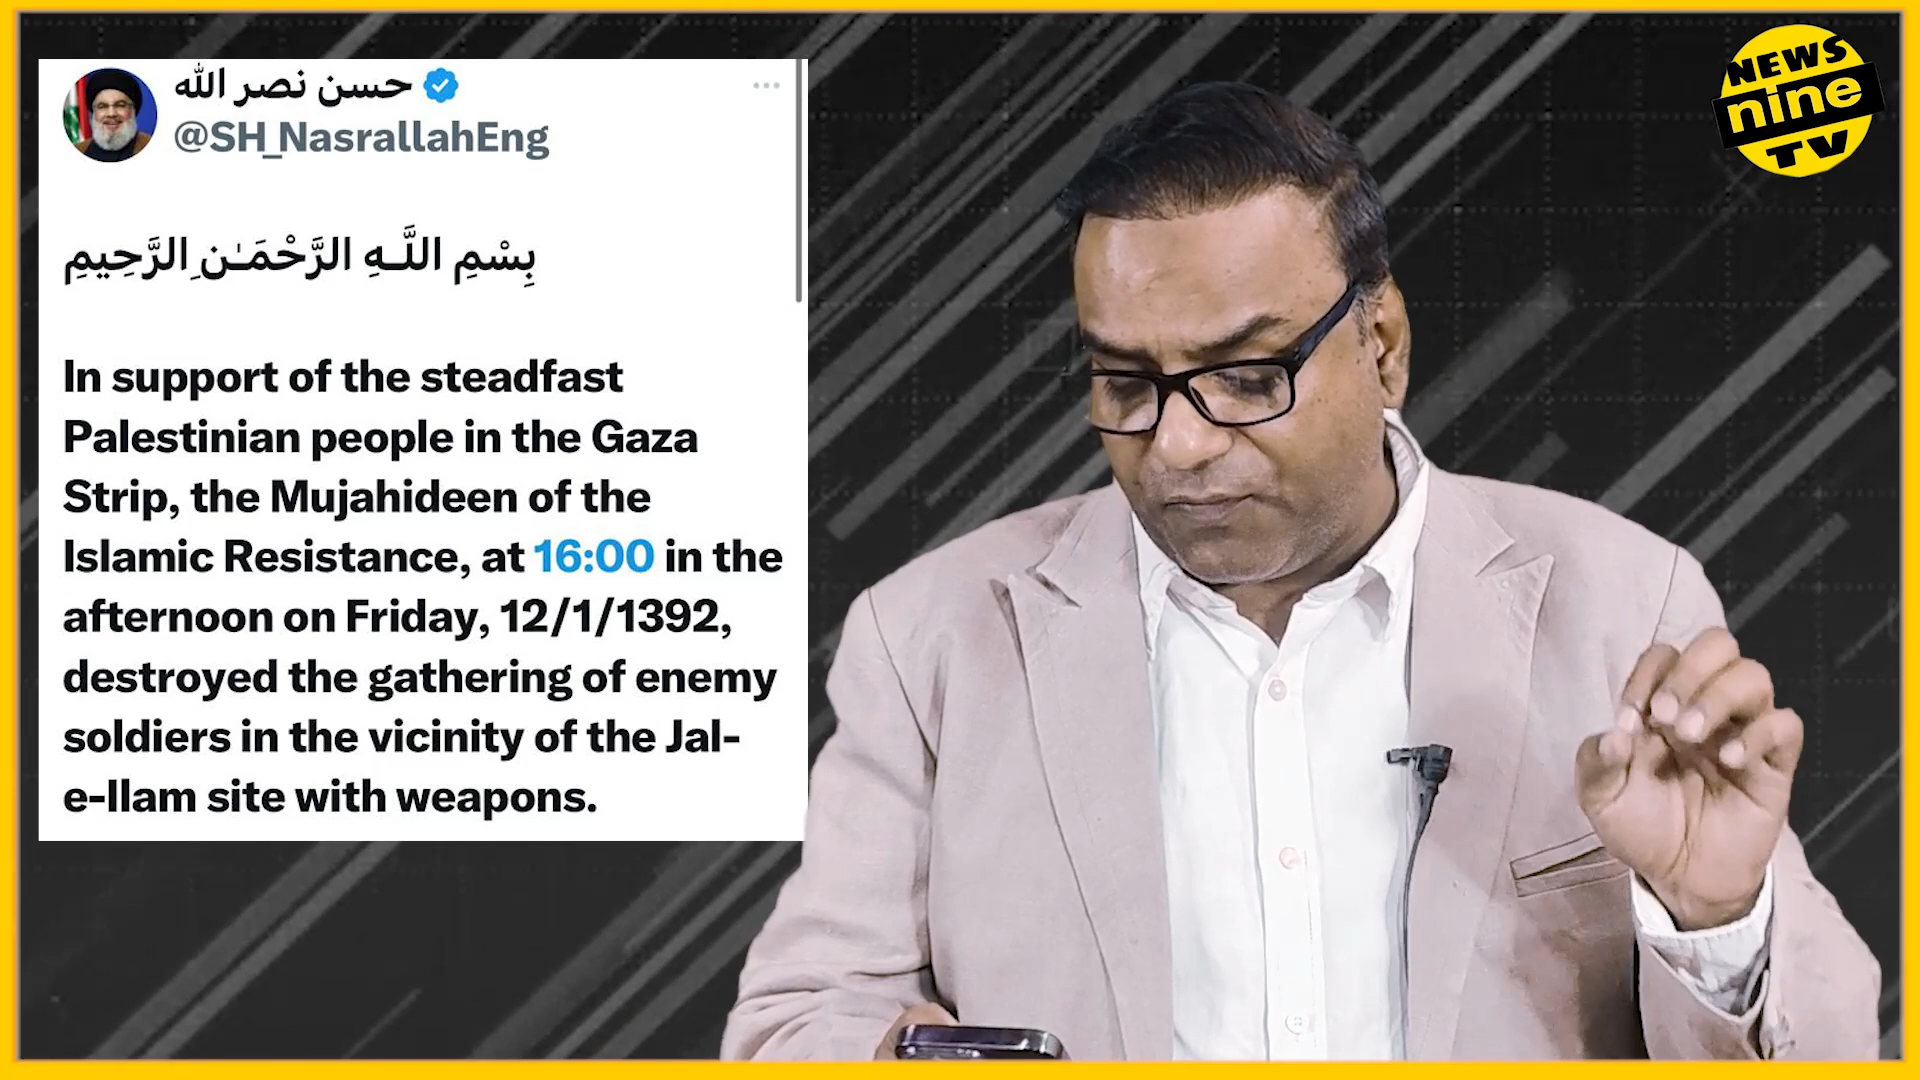 حسن نصر الله
@SH_NasrallahEng
بِسْمِ اللَّـهِ الرَّحْمَـٰن ِالرَّحِيمِ
In support of the steadfast
Palestinian people in the Gaza
Strip, the Mujahideen of the
Islamic Resistance, at 16:00 in the
afternoon on Friday, 12/1/1392,
destroyed the gathering of enemy
soldiers in the vicinity of the Jal-
e-Ilam site with weapons.
NEWS
nine
TV